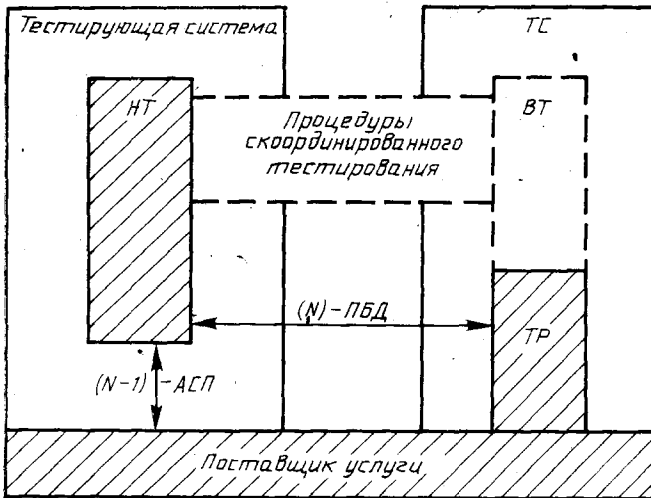 Тестирующая система
ТС
НТ
ВТ
Процедуры
скоординированного
тестирования
(N)-ПБД
ТР
(N-1)-АСП
Поставщик услуги